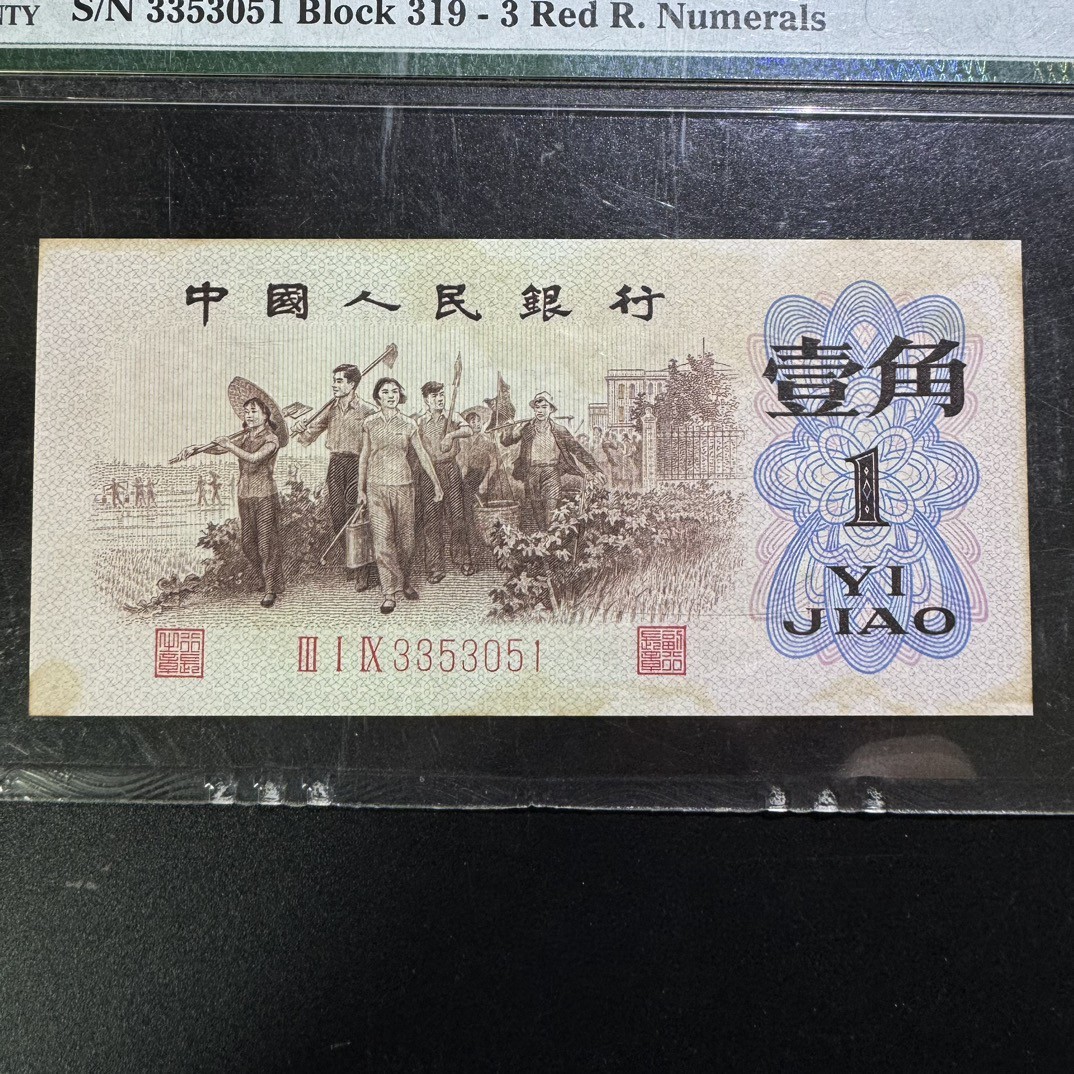 NTY S/N 3353051 Block 319 - 3 Red R. Numerals
中國人民銀行
壹角
1
YI
JIAO
Ⅲ Ⅰ Ⅸ 3353051